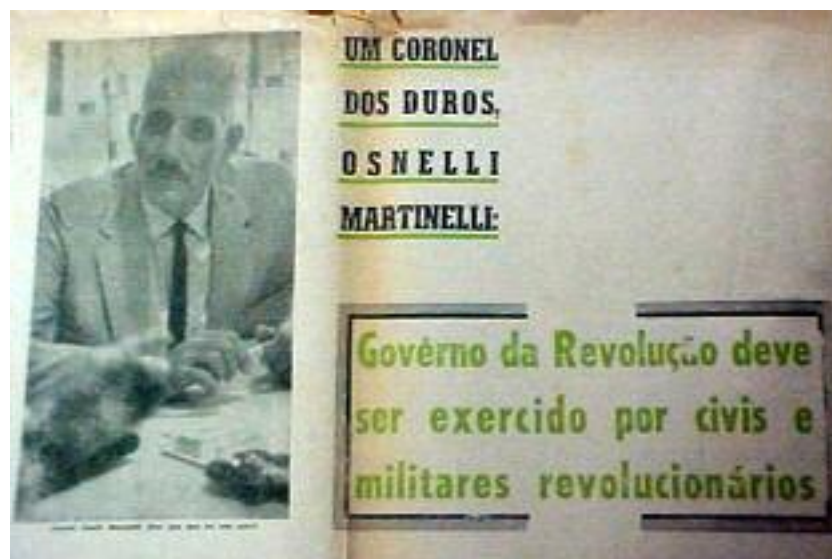 UM CORONEL
DOS DUROS,
OSNELLI
MARTINELLI:
Govêrno da Revolução deve
ser exercido por civis e
militares revolucionários